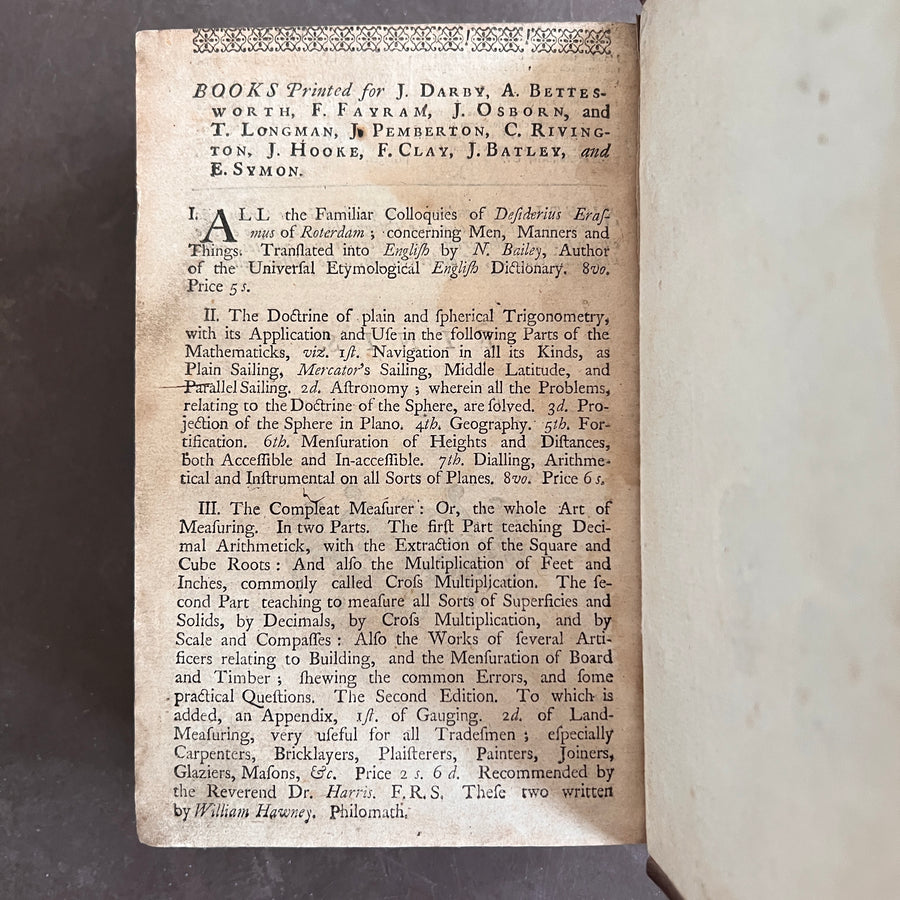 BOOKS Printed for J. DARBY, A. BETTES-
WORTH, F. FAYRAM, J. OSBORN, and
T. LONGMAN, J. PEMBERTON, C. RIVING-
TON, J. HOOKE, F. CLAY, J. BATLEY, and
E. SYMON.
I. ALL the Familiar Colloquies of Deſiderius Eraſ-
mus of Roterdam ; concerning Men, Manners and
Things. Tranſlated into Engliſh by N. Bailey, Author
of the Univerſal Etymological Engliſh Dictionary. 8vo.
Price 5 s.
II. The Doctrine of plain and ſpherical Trigonometry,
with its Application and Uſe in the following Parts of the
Mathematicks, viz. 1ſt. Navigation in all its Kinds, as
Plain Sailing, Mercator's Sailing, Middle Latitude, and
Parallel Sailing. 2d. Aſtronomy ; wherein all the Problems,
relating to the Doctrine of the Sphere, are ſolved. 3d. Pro-
jection of the Sphere in Plano. 4th. Geography. 5th. For-
tification. 6th. Menſuration of Heights and Diſtances,
both Acceſſible and In-acceſſible. 7th. Dialling, Arithme-
tical and Inſtrumental on all Sorts of Planes. 8vo. Price 6 s.
III. The Compleat Meaſurer : Or, the whole Art of
Meaſuring. In two Parts. The firſt Part teaching Deci-
mal Arithmetick, with the Extraction of the Square and
Cube Roots : And alſo the Multiplication of Feet and
Inches, commonly called Croſs Multiplication. The ſe-
cond Part teaching to meaſure all Sorts of Superficies and
Solids, by Decimals, by Croſs Multiplication, and by
Scale and Compaſſes : Alſo the Works of ſeveral Arti-
ficers relating to Building, and the Menſuration of Board
and Timber ; ſhewing the common Errors, and ſome
practical Queſtions. The Second Edition. To which is
added, an Appendix, 1ſt. of Gauging. 2d. of Land-
Meaſuring, very uſeful for all Tradeſmen ; eſpecially
Carpenters, Bricklayers, Plaiſterers, Painters, Joiners,
Glaziers, Maſons, &c. Price 2 s. 6 d. Recommended by
the Reverend Dr. Harris. F. R. S. Theſe two written
by William Hawney. Philomath.